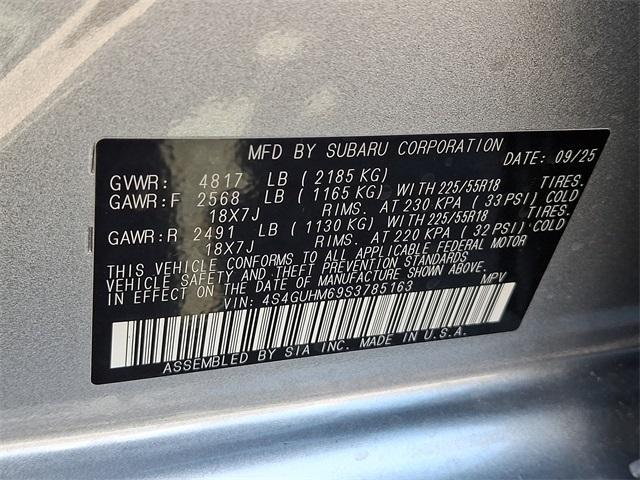 MFD BY SUBARU CORPORATION DATE: 09/25
GVWR: 4817 LB ( 2185 KG)
GAWR:F 2568 LB ( 1165 KG) WITH 225/55R18 TIRES.
18X7J RIMS. AT 230 KPA ( 33 PSI) COLD
GAWR:R 2491 LB ( 1130 KG) WITH 225/55R18 TIRES.
18X7J RIMS. AT 220 KPA ( 32 PSI) COLD
THIS VEHICLE CONFORMS TO ALL APPLICABLE FEDERAL MOTOR
VEHICLE SAFETY AND THEFT PREVENTION STANDARDS
IN EFFECT ON THE DATE OF MANUFACTURE SHOWN ABOVE.
VIN: 4S4GUHM69S3785163 MPV
ASSEMBLED BY SIA INC. MADE IN U.S.A.